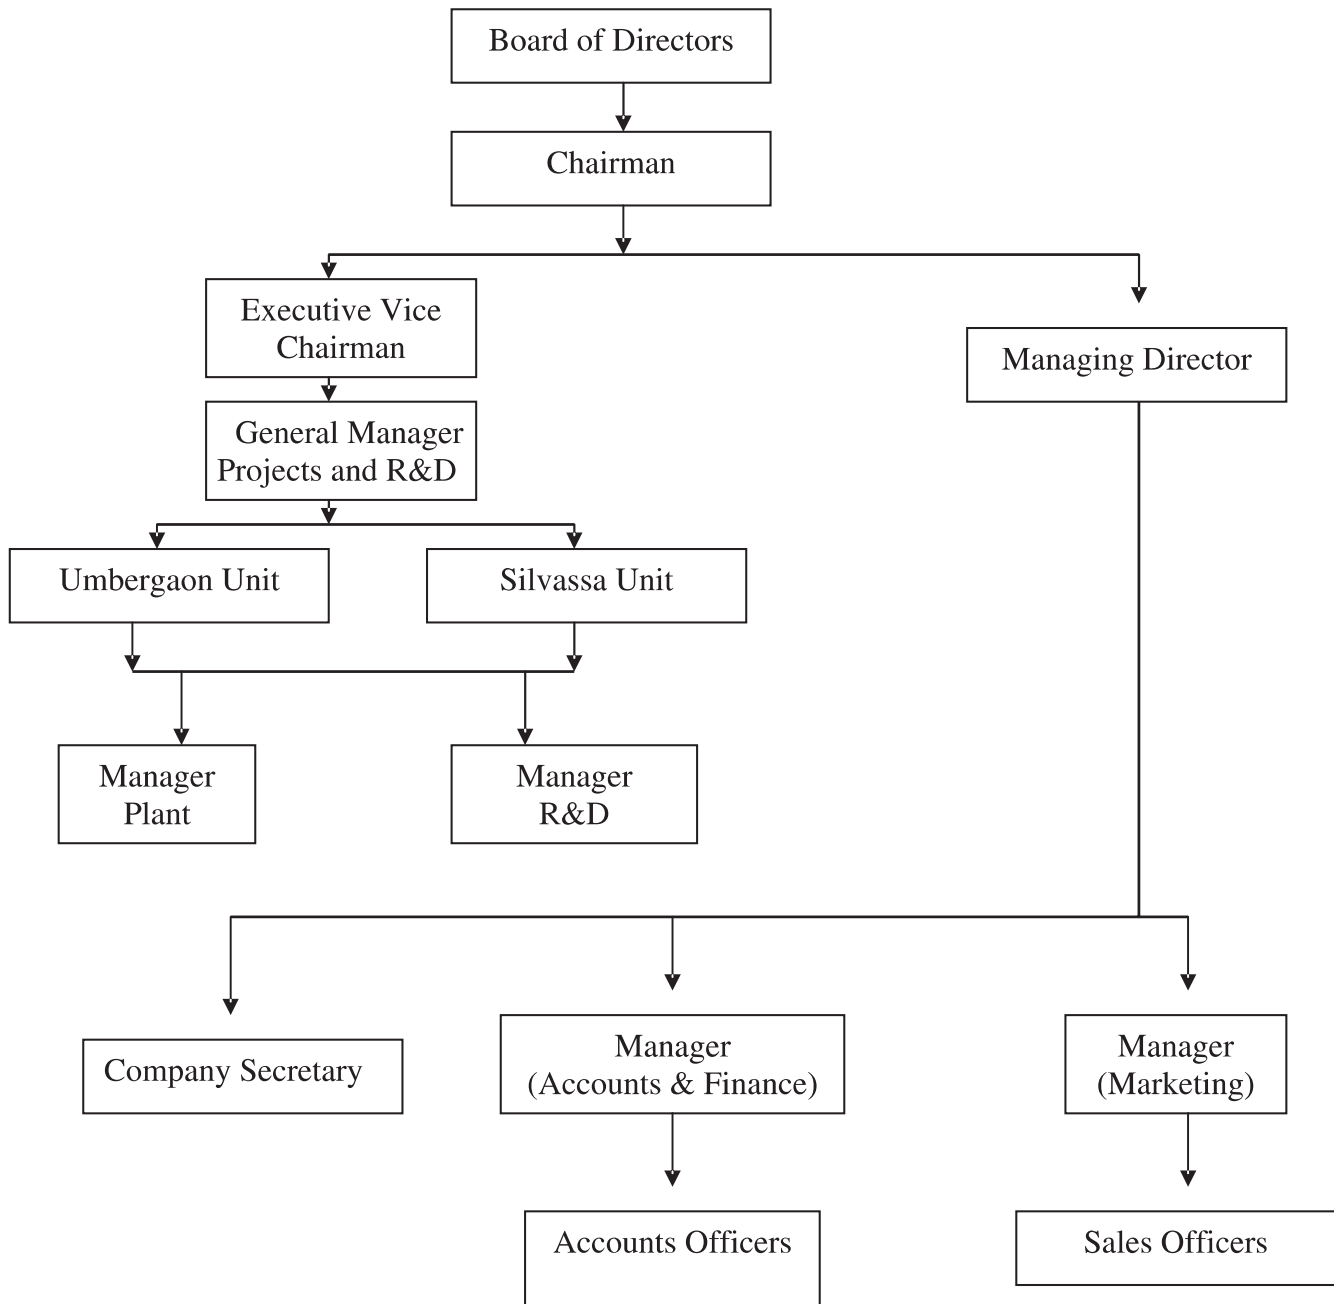 Board of Directors
Chairman
Executive Vice
Chairman
Managing Director
General Manager
Projects and R&D
Umbergaon Unit
Silvassa Unit
Manager
Plant
Manager
R&D
Company Secretary
Manager
(Accounts & Finance)
Manager
(Marketing)
Accounts Officers
Sales Officers